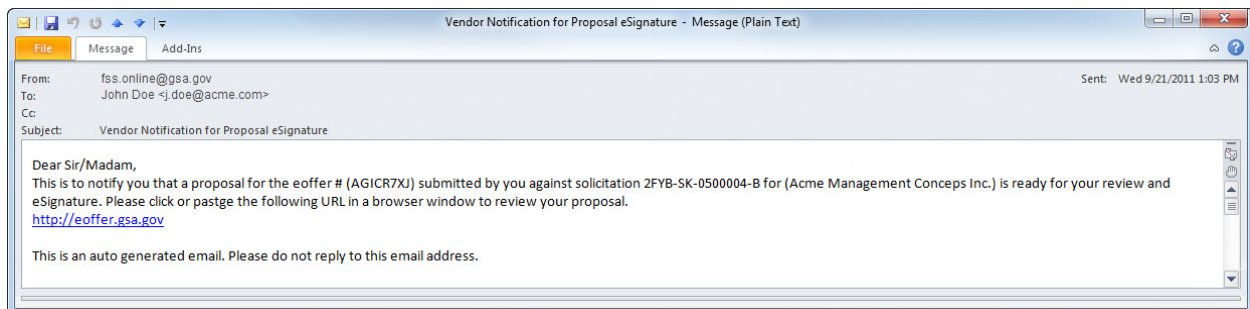 Vendor Notification for Proposal eSignature - Message (Plain Text)
File Message Add-Ins
From: fss.online@gsa.gov Sent: Wed 9/21/2011 1:03 PM
To: John Doe <j.doe@acme.com>
Cc:
Subject: Vendor Notification for Proposal eSignature
Dear Sir/Madam,
This is to notify you that a proposal for the eoffer # (AGICR7XJ) submitted by you against solicitation 2FYB-SK-0500004-B for (Acme Management Conceps Inc.) is ready for your review and
eSignature. Please click or pastge the following URL in a browser window to review your proposal.
http://eoffer.gsa.gov
This is an auto generated email. Please do not reply to this email address.